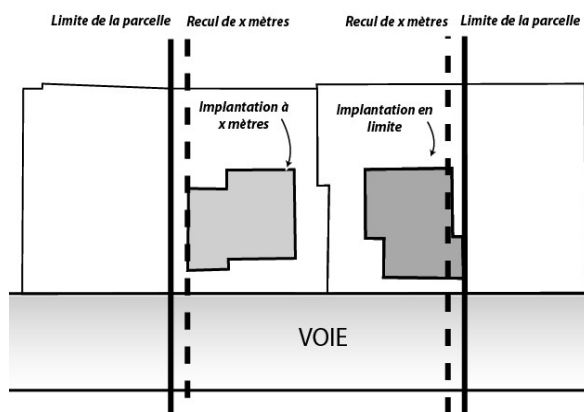 Limite de la parcelle Recul de x mètres Recul de x mètres Limite de la parcelle
Implantation à
x mètres
Implantation en
limite
VOIE